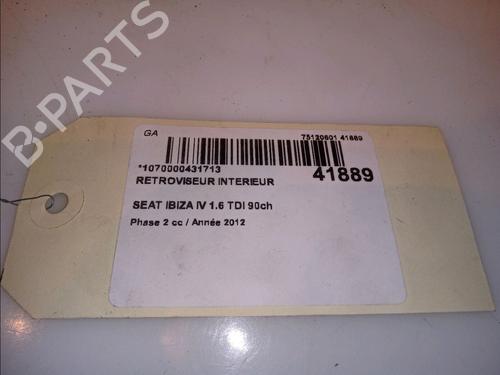 B-PARTS
GA
75120601 41889
*1070000431713
RETROVISEUR INTERIEUR
41889
SEAT IBIZA IV 1.6 TDI 90ch
Phase 2 cc / Année 2012